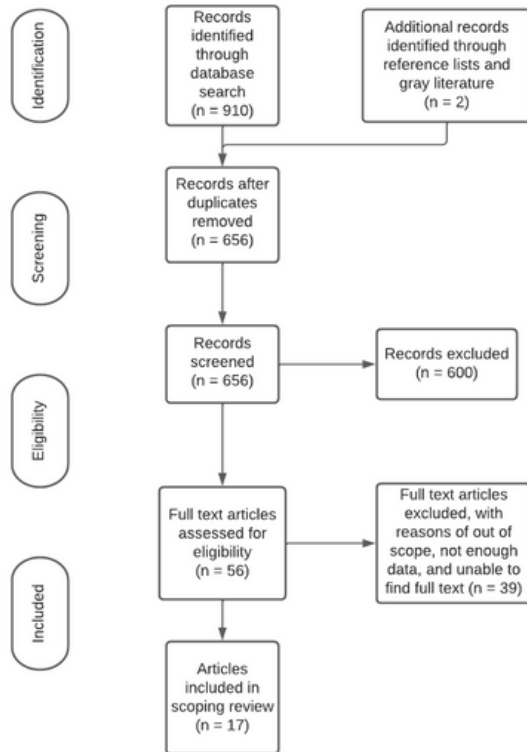 Identification
Records
identified
through
database
search
(n = 910)
Additional records
identified through
reference lists and
gray literature
(n = 2)
Screening
Records after
duplicates
removed
(n = 656)
Records
screened
(n = 656)
Records excluded
(n = 600)
Eligibility
Full text articles
assessed for
eligibility
(n = 56)
Full text articles
excluded, with
reasons of out of
scope, not enough
data, and unable to
find full text (n = 39)
Included
Articles
included in
scoping review
(n = 17)